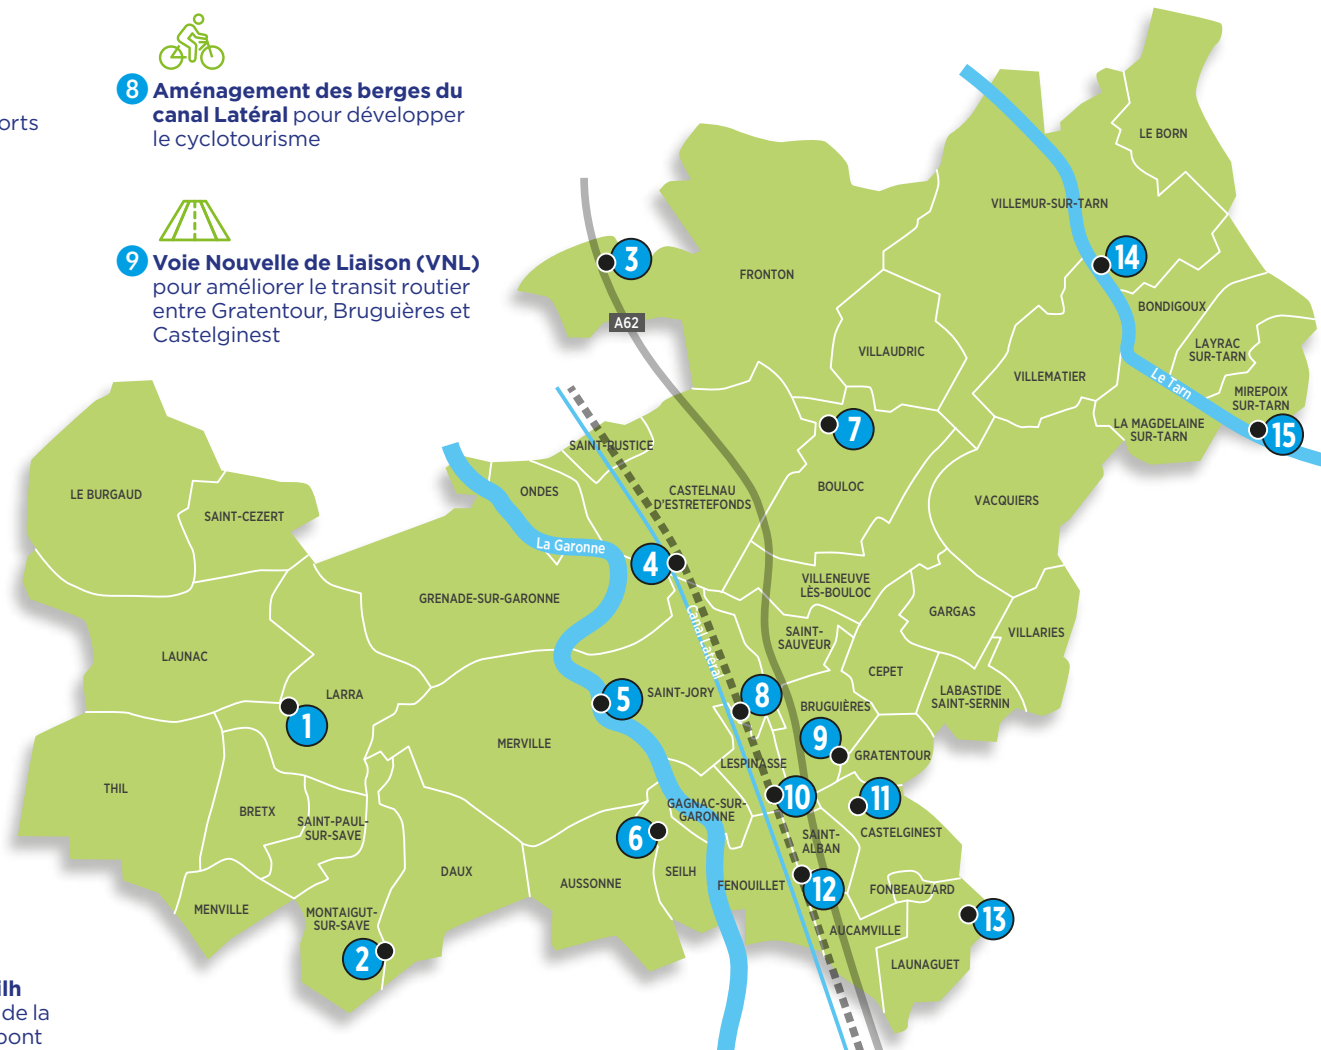 orts
8 Aménagement des berges du
canal Latéral pour développer
le cyclotourisme
9 Voie Nouvelle de Liaison (VNL)
pour améliorer le transit routier
entre Gratentour, Bruguières et
Castelginest
ilh
de la
pont
LE BORN
VILLEMUR-SUR-TARN
14
3
FRONTON
BONDIGOUX
A62
LAYRAC
SUR-TARN
VILLAUDRIC
VILLEMATIER
Le Tarn
MIREPOIX
SUR-TARN
LA MAGDELAINE
SUR-TARN
15
7
SAINT-RUSTICE
BOULOC
LE BURGAUD
ONDES
CASTELNAU
D'ESTRETEFONDS
VACQUIERS
SAINT-CEZERT
La Garonne
4
VILLENEUVE
LÈS-BOULOC
GRENADE-SUR-GARONNE
GARGAS
Canal Latéral
SAINT-
SAUVEUR
VILLARIES
LAUNAC
CEPET
LARRA
SAINT-JORY
LABASTIDE
SAINT-SERNIN
5
8
BRUGUIÈRES
1
9
MERVILLE
GRATENTOUR
LESPINASSE
THIL
10
11
BRETX
GAGNAC-SUR-
GARONNE
SAINT-PAUL-
SUR-SAVE
6
SAINT-
ALBAN
CASTELGINEST
DAUX
AUSSONNE
SEILH
FENOUILLET
12
FONBEAUZARD
MENVILLE
MONTAIGUT-
SUR-SAVE
13
AUCAMVILLE
2
LAUNAGUET